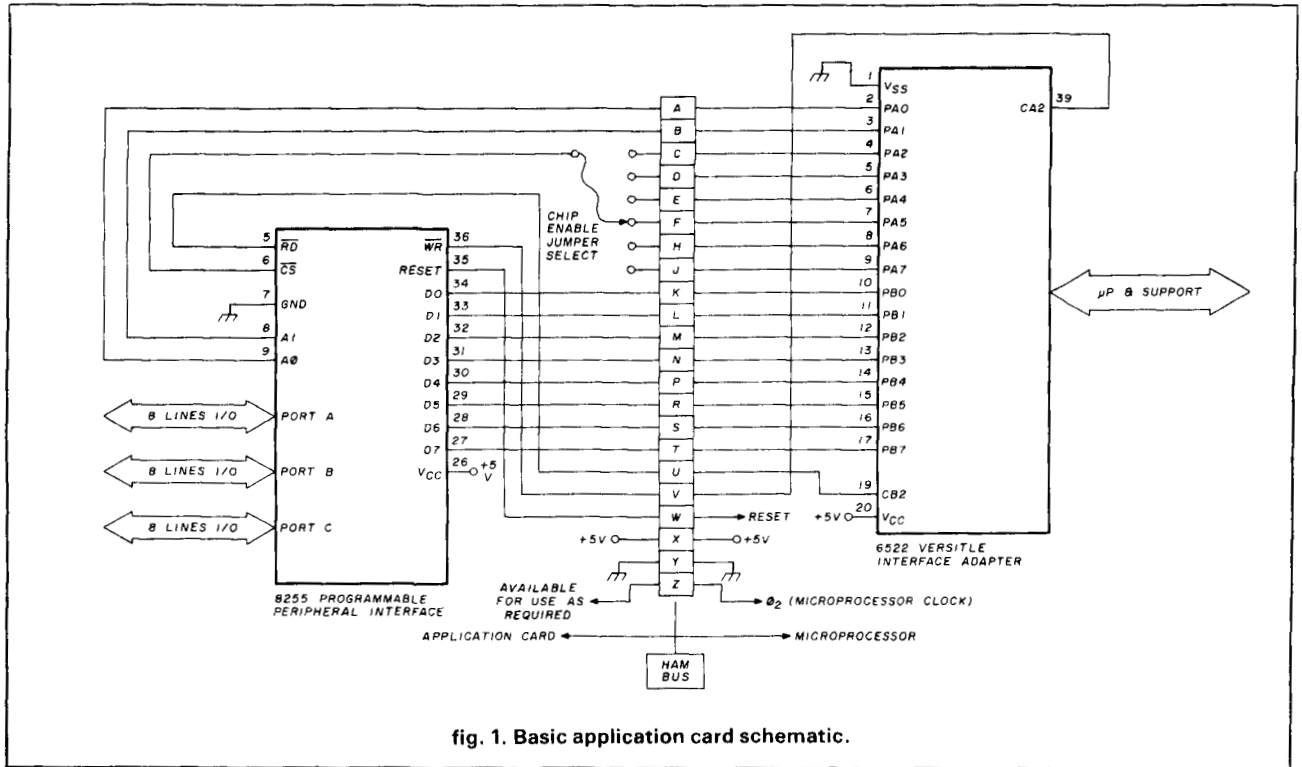 A
B
C
D
E
F
H
J
K
L
M
N
P
R
S
T
U
V
W
X
Y
Z
CHIP
ENABLE
JUMPER
SELECT
5 RD
6 CS
7 GND
8 A1
9 AØ
PORT A
PORT B
PORT C
8 LINES I/O
8 LINES I/O
8 LINES I/O
WR 36
RESET 35
D0 34
D1 33
D2 32
D3 31
D4 30
D5 29
D6 28
D7 27
VCC 26 +5
V
8255 PROGRAMMABLE
PERIPHERAL INTERFACE
1 VSS
2 PA0
3 PA1
4 PA2
5 PA3
6 PA4
7 PA5
8 PA6
9 PA7
10 PB0
11 PB1
12 PB2
13 PB3
14 PB4
15 PB5
16 PB6
17 PB7
19 CB2
+5V 20 VCC
CA2 39
6522 VERSITLE
INTERFACE ADAPTER
μP & SUPPORT
RESET
+5V
+5V
AVAILABLE
FOR USE AS
REQUIRED
Ø2 (MICROPROCESSOR CLOCK)
APPLICATION CARD
MICROPROCESSOR
HAM
BUS
fig. 1. Basic application card schematic.